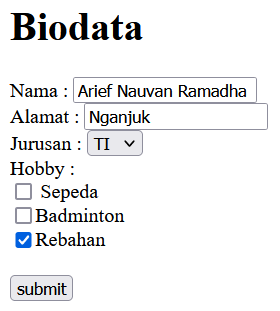 Biodata
Nama : Arief Nauvan Ramadha
Alamat : Nganjuk
Jurusan : TI
Hobby :
Sepeda
Badminton
Rebahan
submit